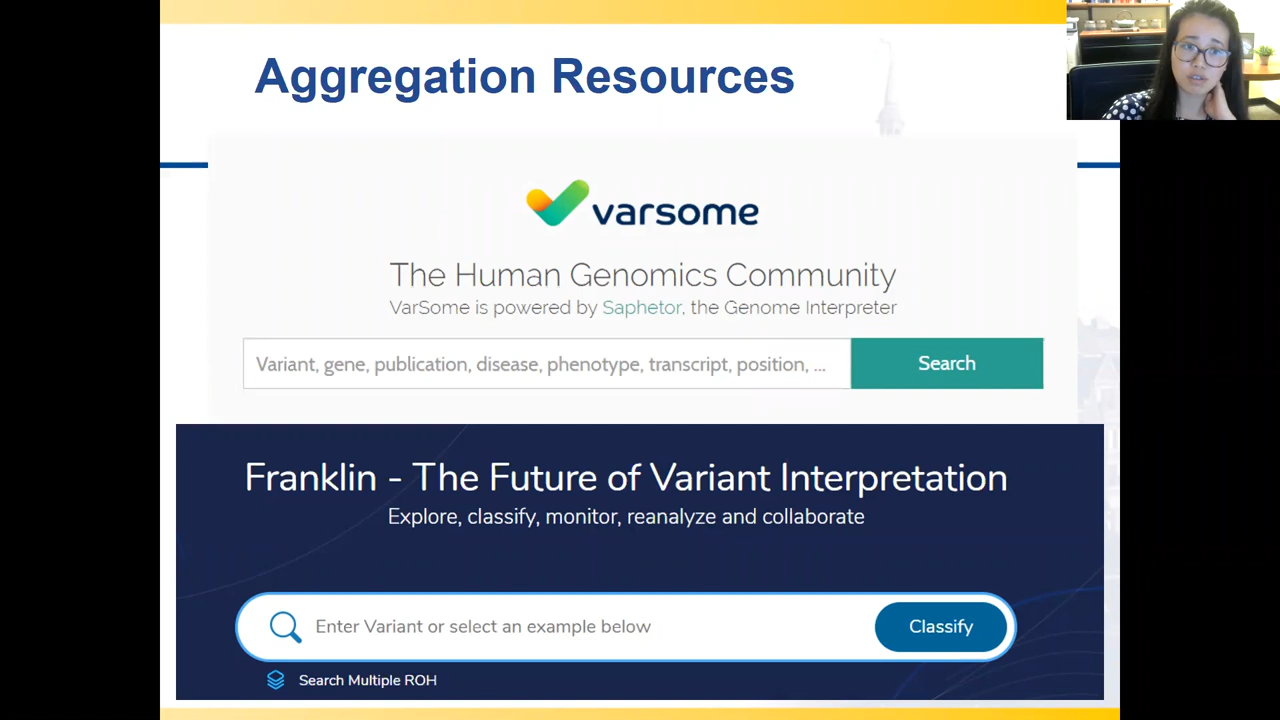 Aggregation Resources
varsome
The Human Genomics Community
VarSome is powered by Saphetor, the Genome Interpreter
Variant, gene, publication, disease, phenotype, transcript, position, ...
Search
Franklin - The Future of Variant Interpretation
Explore, classify, monitor, reanalyze and collaborate
Enter Variant or select an example below
Classify
Search Multiple ROH